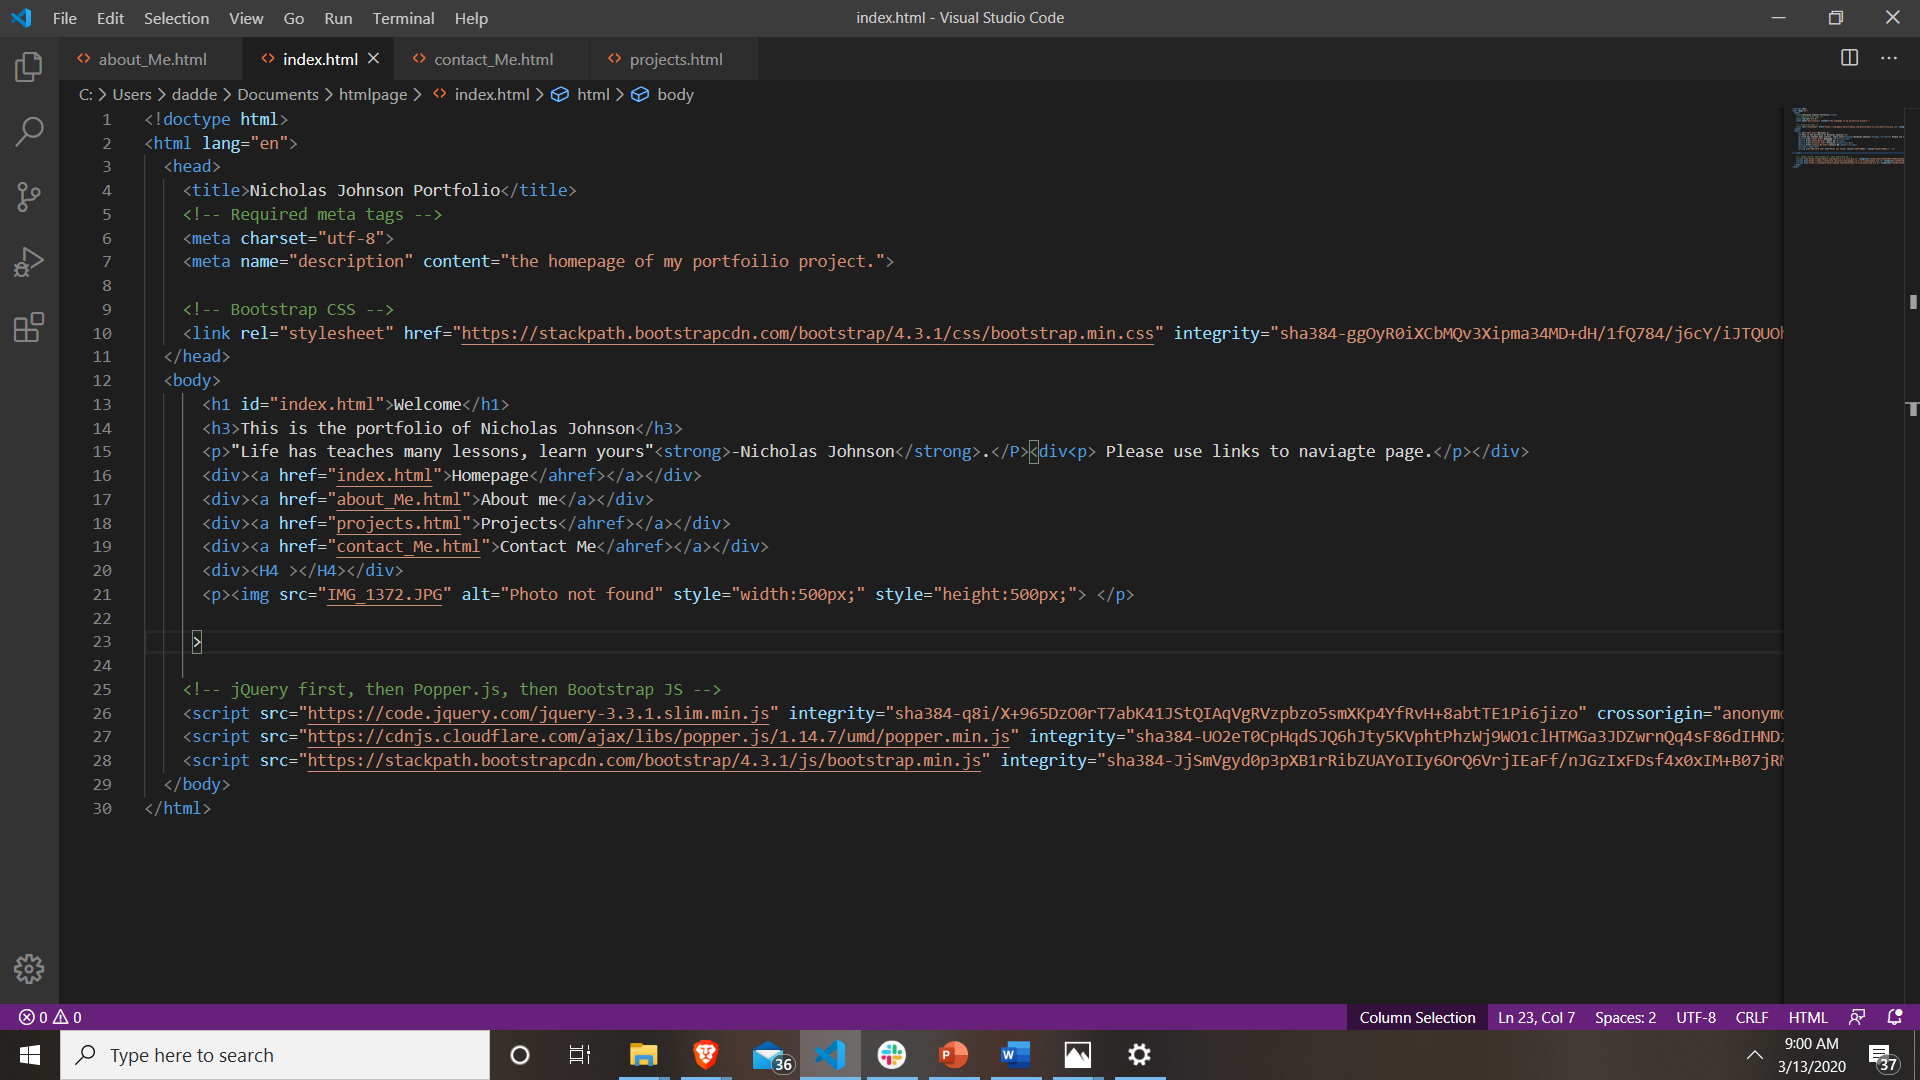 File Edit Selection View Go Run Terminal Help index.html - Visual Studio Code
about_Me.html index.html contact_Me.html projects.html
C: > Users > dadde > Documents > htmlpage > index.html > html > body
1 <!doctype html>
2 <html lang="en">
3 <head>
4 <title>Nicholas Johnson Portfolio</title>
5 <!-- Required meta tags -->
6 <meta charset="utf-8">
7 <meta name="description" content="the homepage of my portfoilio project.">
8
9 <!-- Bootstrap CSS -->
10 <link rel="stylesheet" href="https://stackpath.bootstrapcdn.com/bootstrap/4.3.1/css/bootstrap.min.css" integrity="sha384-ggOyR0iXCbMQv3Xipma34MD+dH/1fQ784/j6cY/iJTQUOh
11 </head>
12 <body>
13 <h1 id="index.html">Welcome</h1>
14 <h3>This is the portfolio of Nicholas Johnson</h3>
15 <p>"Life has teaches many lessons, learn yours"<strong>-Nicholas Johnson</strong>.</P><div<p> Please use links to naviagte page.</p></div>
16 <div><a href="index.html">Homepage</ahref></a></div>
17 <div><a href="about_Me.html">About me</a></div>
18 <div><a href="projects.html">Projects</ahref></a></div>
19 <div><a href="contact_Me.html">Contact Me</ahref></a></div>
20 <div><H4 ></H4></div>
21 <p><img src="IMG_1372.JPG" alt="Photo not found" style="width:500px;" style="height:500px;"> </p>
22
23 >
24
25 <!-- jQuery first, then Popper.js, then Bootstrap JS -->
26 <script src="https://code.jquery.com/jquery-3.3.1.slim.min.js" integrity="sha384-q8i/X+965DzO0rT7abK41JStQIAqVgRVzpbzo5smXKp4YfRvH+8abtTE1Pi6jizo" crossorigin="anonymo
27 <script src="https://cdnjs.cloudflare.com/ajax/libs/popper.js/1.14.7/umd/popper.min.js" integrity="sha384-UO2eT0CpHqdSJQ6hJty5KVphtPhzWj9WO1clHTMGa3JDZwrnQq4sF86dIHNDz
28 <script src="https://stackpath.bootstrapcdn.com/bootstrap/4.3.1/js/bootstrap.min.js" integrity="sha384-JjSmVgyd0p3pXB1rRibZUAYoIIy6OrQ6VrjIEaFf/nJGzIxFDsf4x0xIM+B07jRM
29 </body>
30 </html>
0 0 Column Selection Ln 23, Col 7 Spaces: 2 UTF-8 CRLF HTML
Type here to search 36 9:00 AM
3/13/2020 37